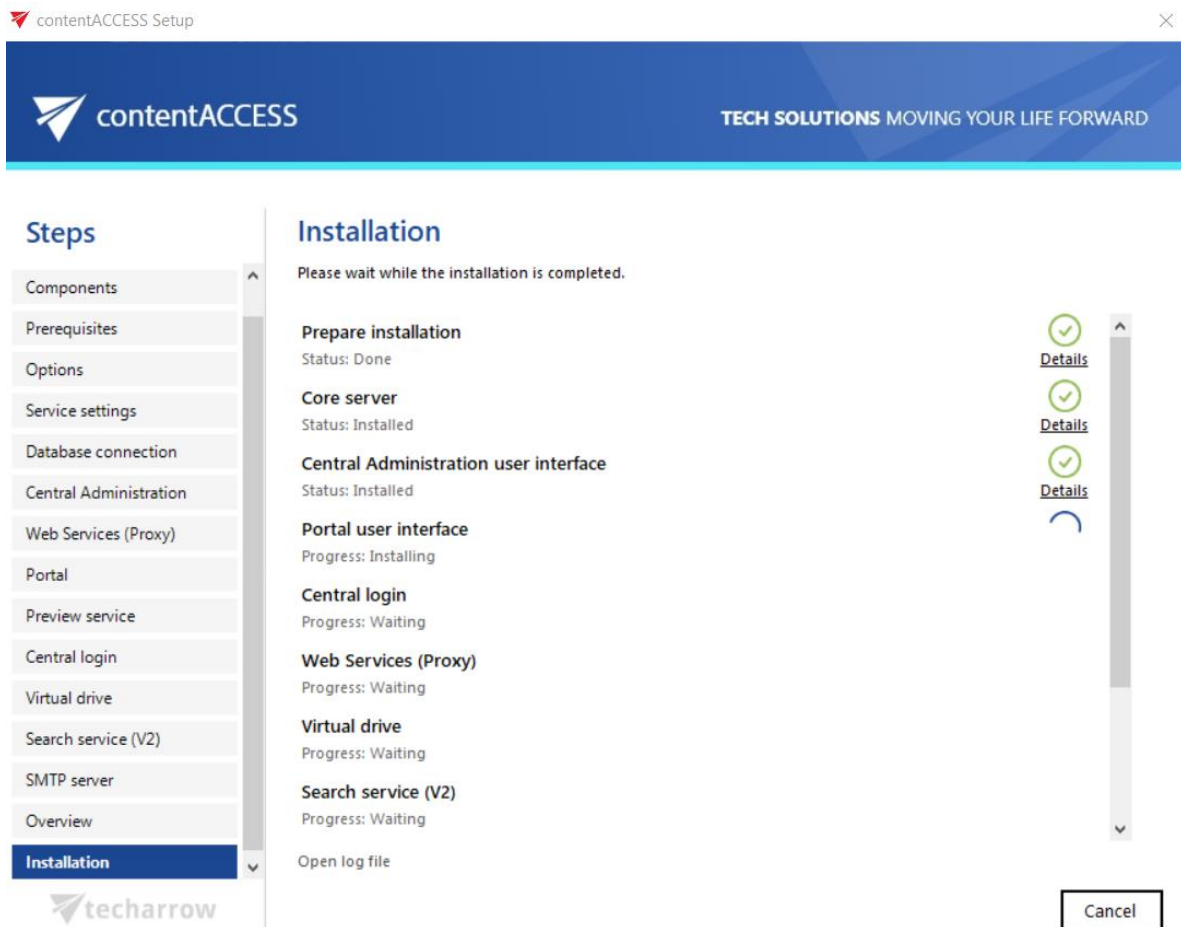 contentACCESS Setup
contentACCESS
TECH SOLUTIONS MOVING YOUR LIFE FORWARD
Steps
Components
Prerequisites
Options
Service settings
Database connection
Central Administration
Web Services (Proxy)
Portal
Preview service
Central login
Virtual drive
Search service (V2)
SMTP server
Overview
Installation
techarrow
Installation
Please wait while the installation is completed.
Prepare installation
Status: Done
Details
Core server
Status: Installed
Details
Central Administration user interface
Status: Installed
Details
Portal user interface
Progress: Installing
Central login
Progress: Waiting
Web Services (Proxy)
Progress: Waiting
Virtual drive
Progress: Waiting
Search service (V2)
Progress: Waiting
Open log file
Cancel